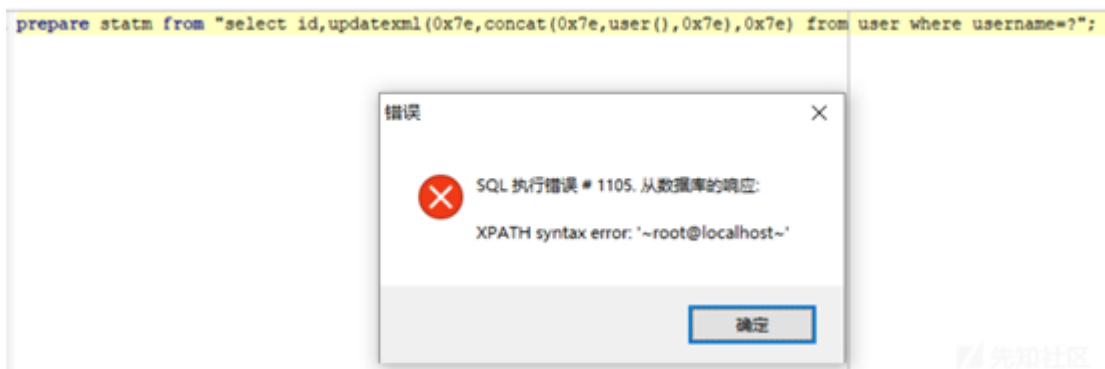 prepare statm from "select id,updatexml(0x7e,concat(0x7e,user(),0x7e),0x7e) from user where username=?";
错误
SQL 执行错误 # 1105. 从数据库的响应:
XPATH syntax error: '~root@localhost~'
确定
先知社区